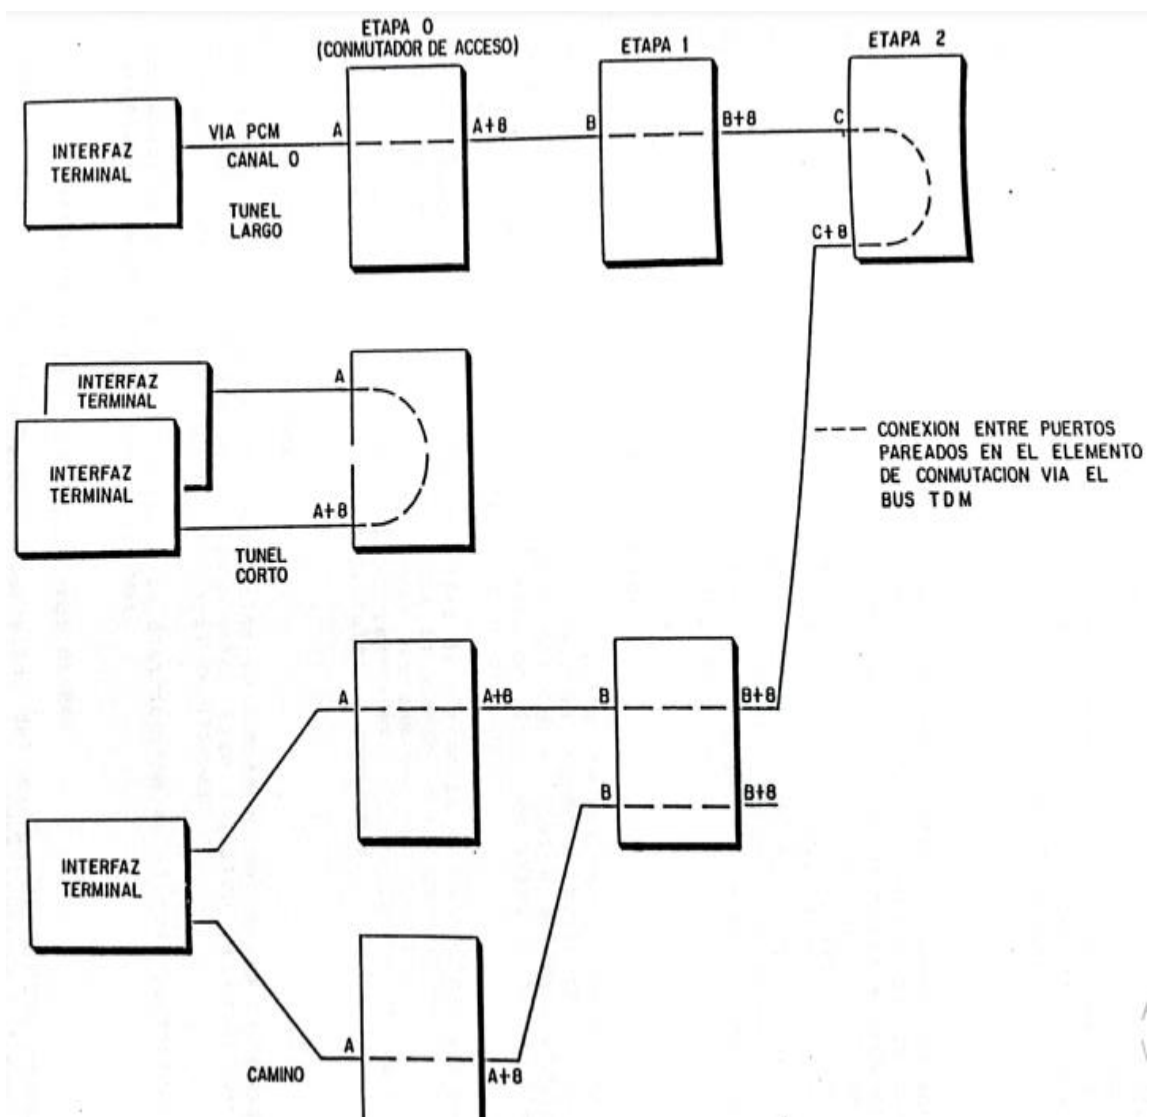 ETAPA 0
(CONMUTADOR DE ACCESO)
ETAPA 1
ETAPA 2
INTERFAZ
TERMINAL
VIA PCM
CANAL 0
TUNEL
LARGO
A
A+8
B
B+8
C
C+8
INTERFAZ
TERMINAL
INTERFAZ
TERMINAL
A
A+8
TUNEL
CORTO
CONEXION ENTRE PUERTOS
PAREADOS EN EL ELEMENTO
DE CONMUTACION VIA EL
BUS TDM
A
A+8
B
B+8
B
B+8
INTERFAZ
TERMINAL
A
A+8
CAMINO